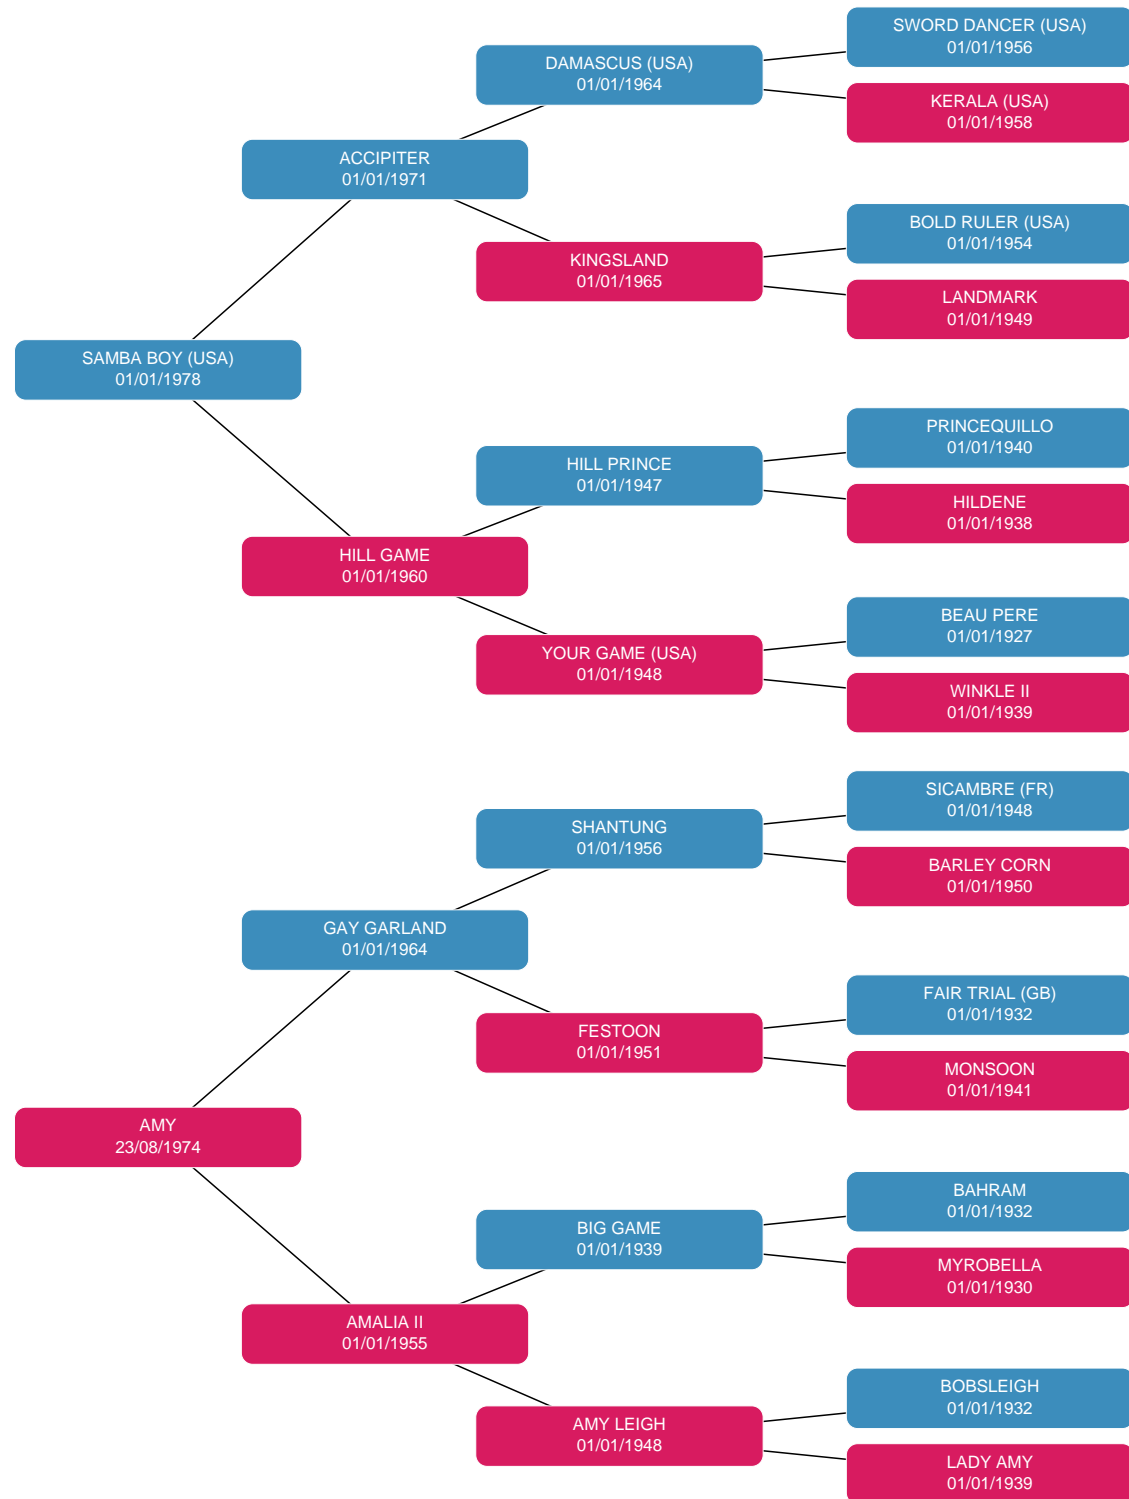 SWORD DANCER (USA)
01/01/1956
DAMASCUS (USA)
01/01/1964
KERALA (USA)
01/01/1958
ACCIPITER
01/01/1971
BOLD RULER (USA)
01/01/1954
KINGSLAND
01/01/1965
LANDMARK
01/01/1949
SAMBA BOY (USA)
01/01/1978
PRINCEQUILLO
01/01/1940
HILL PRINCE
01/01/1947
HILDENE
01/01/1938
HILL GAME
01/01/1960
BEAU PERE
01/01/1927
YOUR GAME (USA)
01/01/1948
WINKLE II
01/01/1939
SICAMBRE (FR)
01/01/1948
SHANTUNG
01/01/1956
BARLEY CORN
01/01/1950
GAY GARLAND
01/01/1964
FAIR TRIAL (GB)
01/01/1932
FESTOON
01/01/1951
MONSOON
01/01/1941
AMY
23/08/1974
BAHRAM
01/01/1932
BIG GAME
01/01/1939
MYROBELLA
01/01/1930
AMALIA II
01/01/1955
BOBSLEIGH
01/01/1932
AMY LEIGH
01/01/1948
LADY AMY
01/01/1939